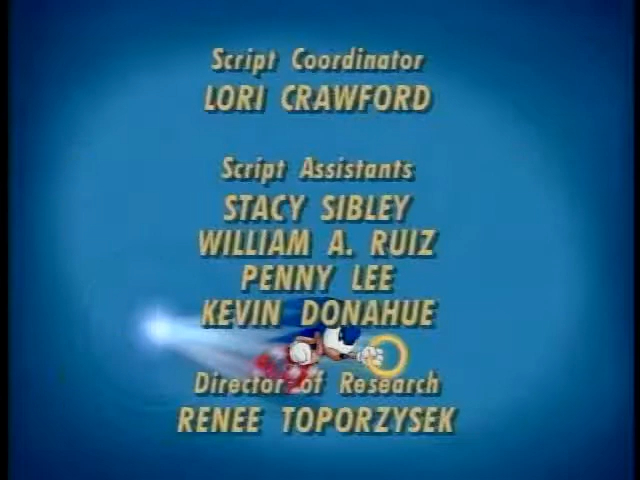 Script Coordinator
LORI CRAWFORD
Script Assistants
STACY SIBLEY
WILLIAM A. RUIZ
PENNY LEE
KEVIN DONAHUE
Director of Research
RENEE TOPORZYSEK